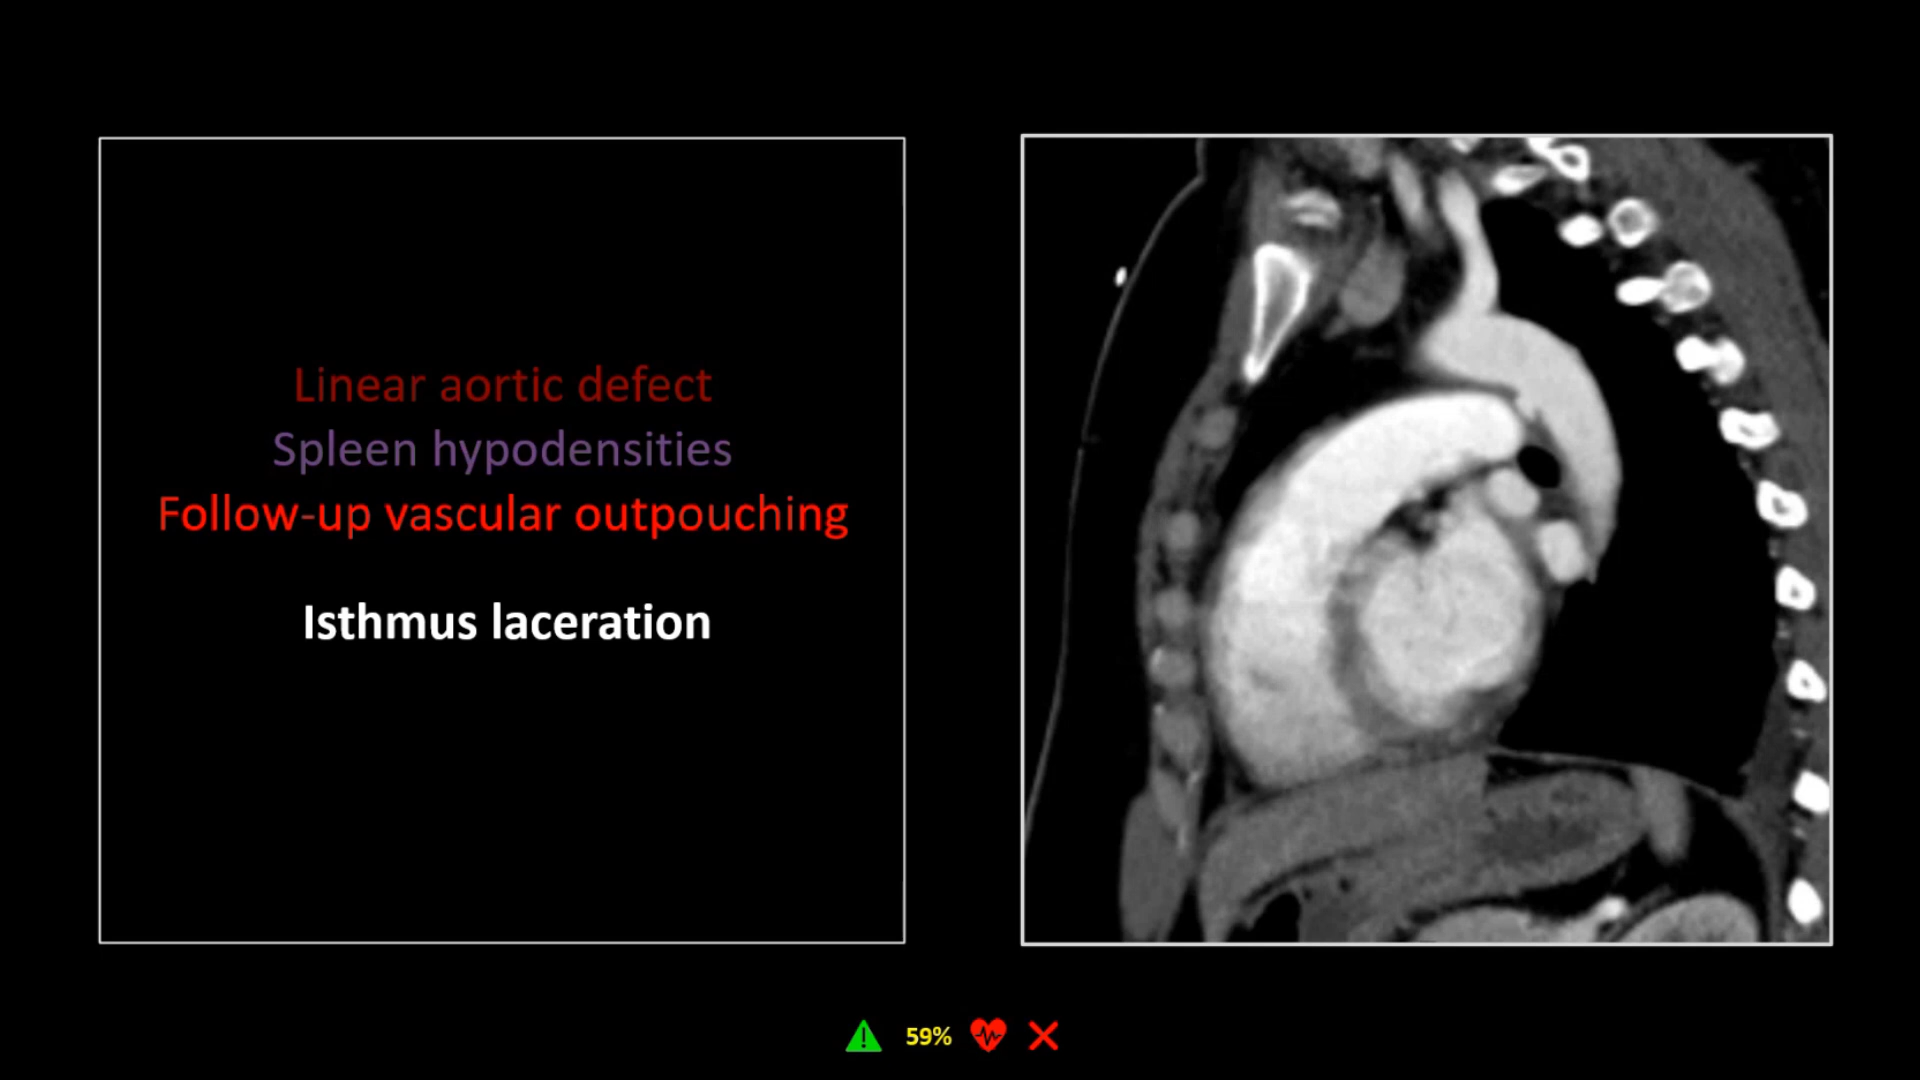 Linear aortic defect
Spleen hypodensities
Follow-up vascular outpouching
Isthmus laceration
59%